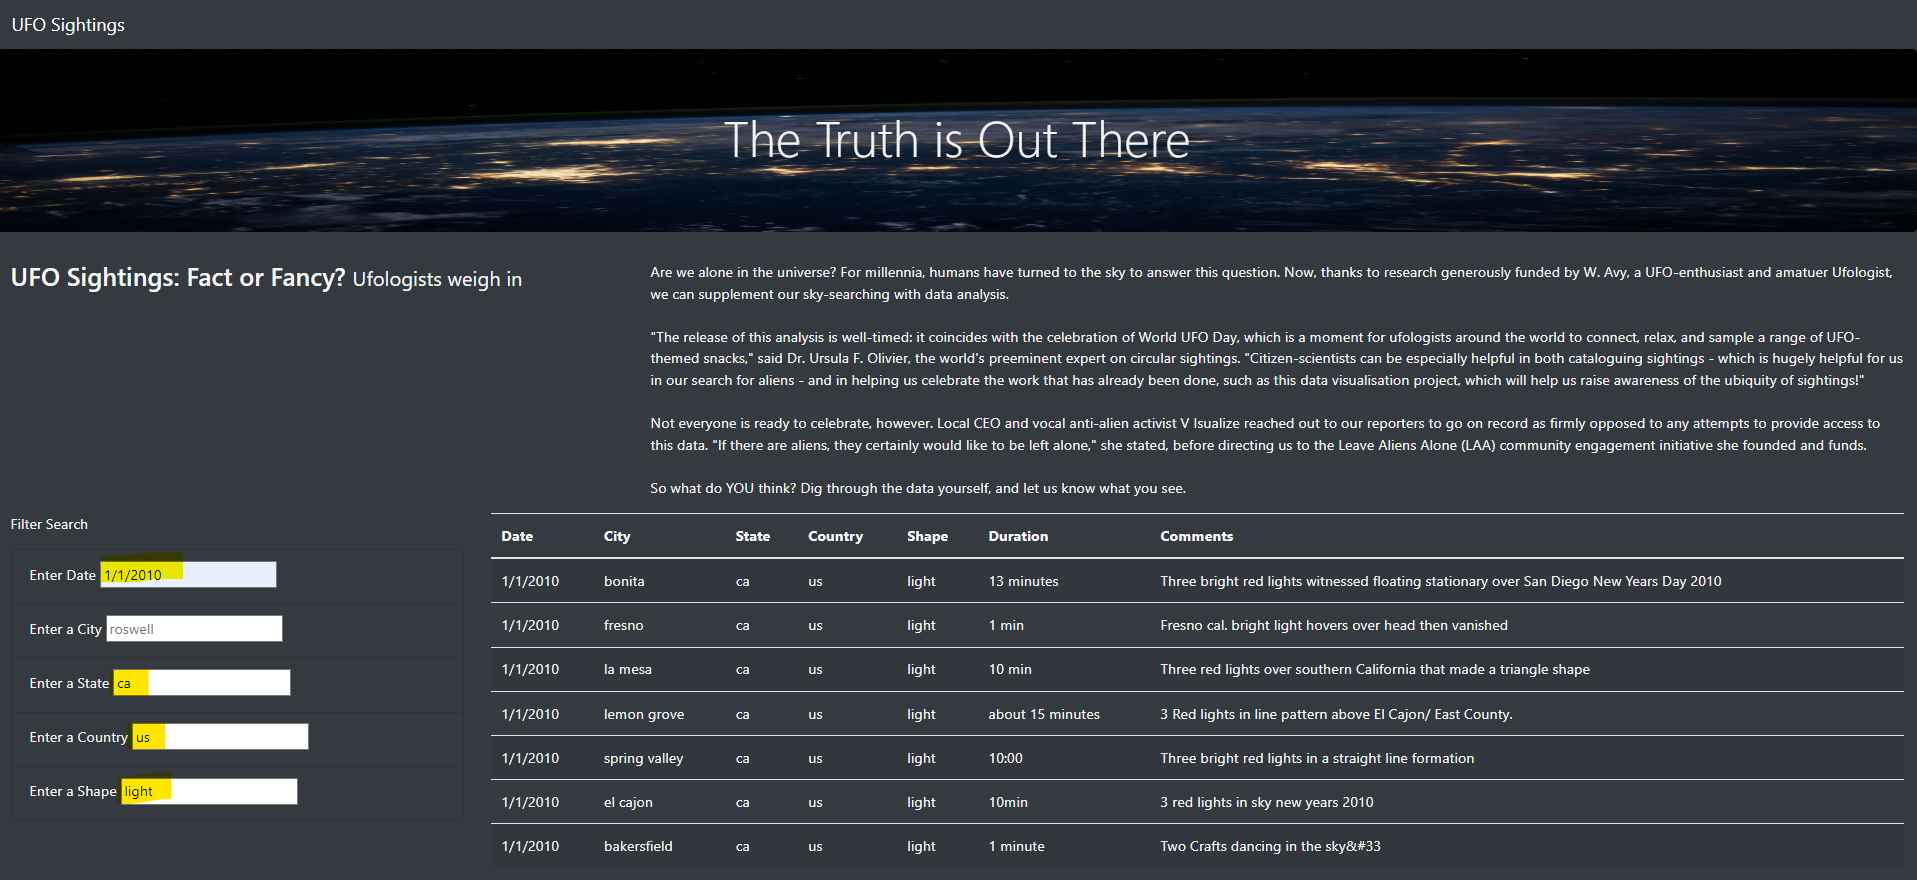 UFO Sightings
The Truth is Out There
UFO Sightings: Fact or Fancy? Ufologists weigh in
Are we alone in the universe? For millennia, humans have turned to the sky to answer this question. Now, thanks to research generously funded by W. Avy, a UFO-enthusiast and amatuer Ufologist,
we can supplement our sky-searching with data analysis.
"The release of this analysis is well-timed: it coincides with the celebration of World UFO Day, which is a moment for ufologists around the world to connect, relax, and sample a range of UFO-
themed snacks," said Dr. Ursula F. Olivier, the world's preeminent expert on circular sightings. "Citizen-scientists can be especially helpful in both cataloguing sightings - which is hugely helpful for us
in our search for aliens - and in helping us celebrate the work that has already been done, such as this data visualisation project, which will help us raise awareness of the ubiquity of sightings!"
Not everyone is ready to celebrate, however. Local CEO and vocal anti-alien activist V Isualize reached out to our reporters to go on record as firmly opposed to any attempts to provide access to
this data. "If there are aliens, they certainly would like to be left alone," she stated, before directing us to the Leave Aliens Alone (LAA) community engagement initiative she founded and funds.
So what do YOU think? Dig through the data yourself, and let us know what you see.
Filter Search
Enter Date 1/1/2010
Enter a City roswell
Enter a State ca
Enter a Country us
Enter a Shape light
Date City State Country Shape Duration Comments
1/1/2010 bonita ca us light 13 minutes Three bright red lights witnessed floating stationary over San Diego New Years Day 2010
1/1/2010 fresno ca us light 1 min Fresno cal. bright light hovers over head then vanished
1/1/2010 la mesa ca us light 10 min Three red lights over southern California that made a triangle shape
1/1/2010 lemon grove ca us light about 15 minutes 3 Red lights in line pattern above El Cajon/ East County.
1/1/2010 spring valley ca us light 10:00 Three bright red lights in a straight line formation
1/1/2010 el cajon ca us light 10min 3 red lights in sky new years 2010
1/1/2010 bakersfield ca us light 1 minute Two Crafts dancing in the sky&#33